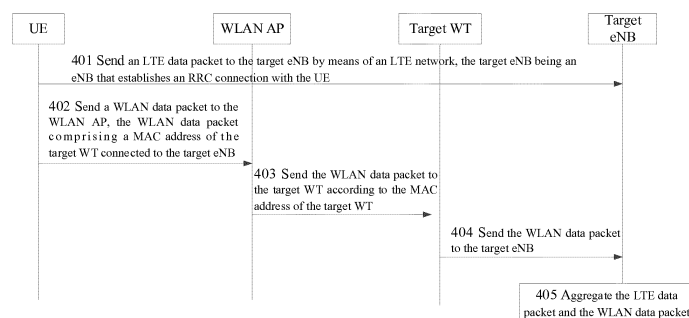 UE
WLAN AP
Target WT
Target
eNB
401 Send an LTE data packet to the target eNB by means of an LTE network, the target eNB being an
eNB that establishes an RRC connection with the UE
402 Send a WLAN data packet to the
WLAN AP, the WLAN data packet
comprising a MAC address of the
target WT connected to the target eNB
403 Send the WLAN data packet to
the target WT according to the MAC
address of the target WT
404 Send the WLAN data packet
to the target eNB
405 Aggregate the LTE data
packet and the WLAN data packet